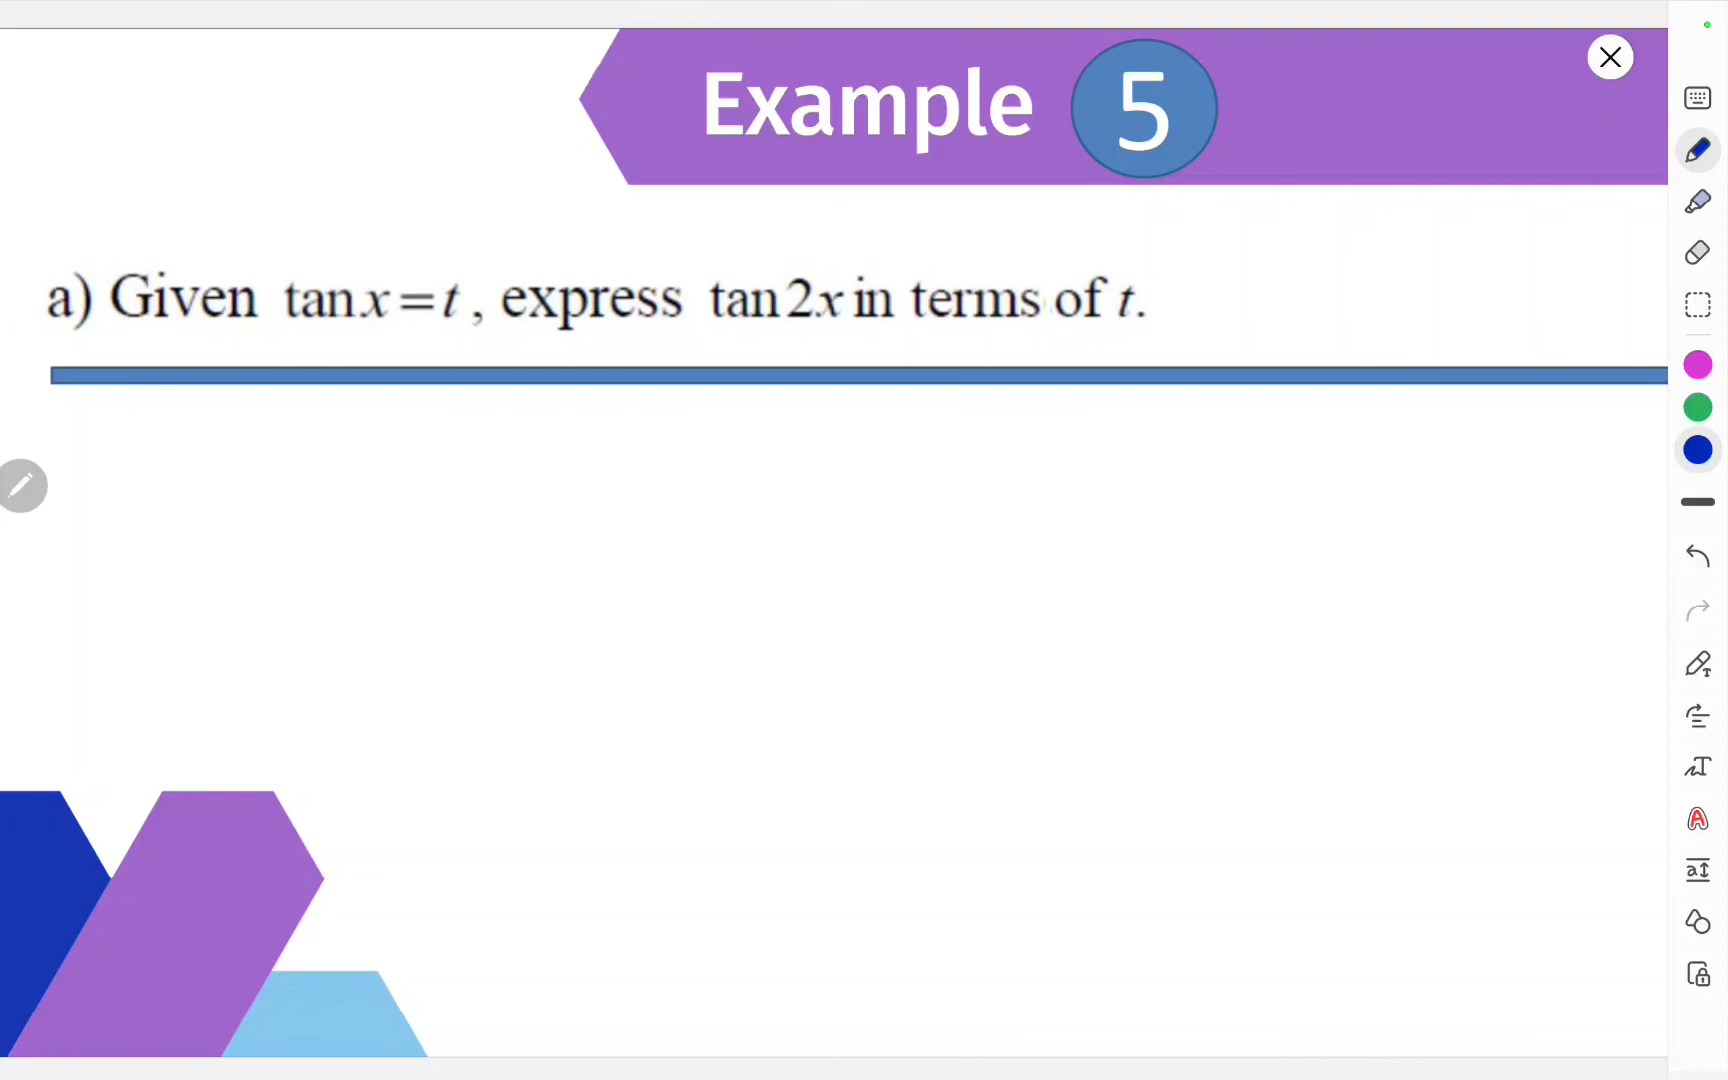 Example 5
a) Given tan x = t , express tan 2x in terms of t.